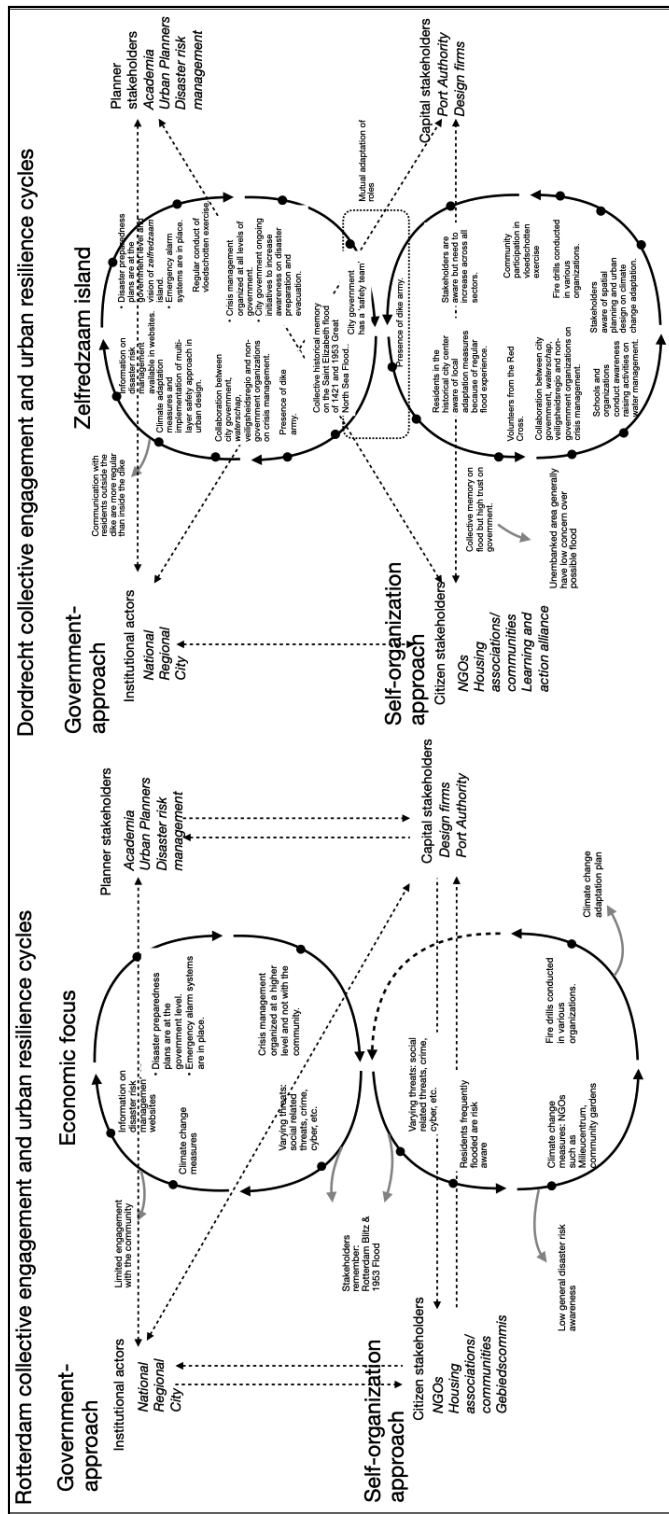 Rotterdam collective engagement and urban resilience cycles
Government-
approach
Economic focus
Institutional actors
National
Regional
City
Planner stakeholders
Academia
Urban Planners
Disaster risk
management
Limited engagement
with the community
Information on
disaster risk
management
websites
Climate change
measures
• Disaster preparedness
plans are at the
government level.
• Emergency alarm systems
are in place.
Crisis management
organized at a higher
level and not with the
community.
Varying threats:
social related
threats, crime,
cyber, etc.
Stakeholders
remember:
Rotterdam Blitz &
1953 Flood
Self-organization
approach
Citizen stakeholders
NGOs
Housing
associations/
communities
Gebiedscommis
Capital stakeholders
Design firms
Port Authority
Varying threats: social
related threats, crime,
cyber, etc.
Residents frequently
flooded are risk
aware
Climate change
measures: NGOs
such as
Milieucentrum,
community gardens
Fire drills conducted
in various
organizations.
Low general disaster risk
awareness
Climate change
adaptation plan
Dordrecht collective engagement and urban resilience cycles
Government-
approach
Zelfredzaam island
Institutional actors
National
Regional
City
Planner
stakeholders
Academia
Urban Planners
Disaster risk
management
Communication with
residents outside the
dike are more regular
than inside the dike
Information on
disaster risk
management
available in websites.
• Climate adaptation
measures and
implementation of multi-
layer safety approach in
urban design.
• Disaster preparedness
plans are at the
government level and
vision of zelfredzaam
island.
• Emergency alarm
systems are in place.
Regular conduct of
vloedschotten exercise
Collaboration between
city government,
waterschap,
veiligheidsregio and non-
government organizations
on crisis management.
Presence of dike
army.
• Crisis management
organized at all levels of
government.
• City government ongoing
initiatives to increase
awareness on disaster
preparation and
evacuation.
Collective historical memory
on the Saint Elizabeth flood
of 1421 and 1953 Great
North Sea Flood..
City government
has a 'safety team'
Mutual adaptation of
roles
Presence of dike army.
Self-organization
approach
Citizen stakeholders
NGOs
Housing
associations/
communities
Learning and
action alliance
Capital stakeholders
Port Authority
Design firms
Collective memory on
flood but high trust on
government.
Unembanked area generally
have low concern over
possible flood
Residents in the
historical city center
aware of local
adaptation measures
because of regular
flood experience.
Volunteers from the Red
Cross.
Collaboration between city
government, waterschap,
veiligheidsregio and non-
government organizations on
crisis management.
Schools and
organizations
conduct awareness
raising activities on
water management.
Stakeholders are
aware but need to
increase across all
sectors.
Community
participation in
vloedschotten
exercise
Fire drills conducted
in various
organizations.
Stakeholders
aware of spatial
planning and urban
design on climate
change adaptation.